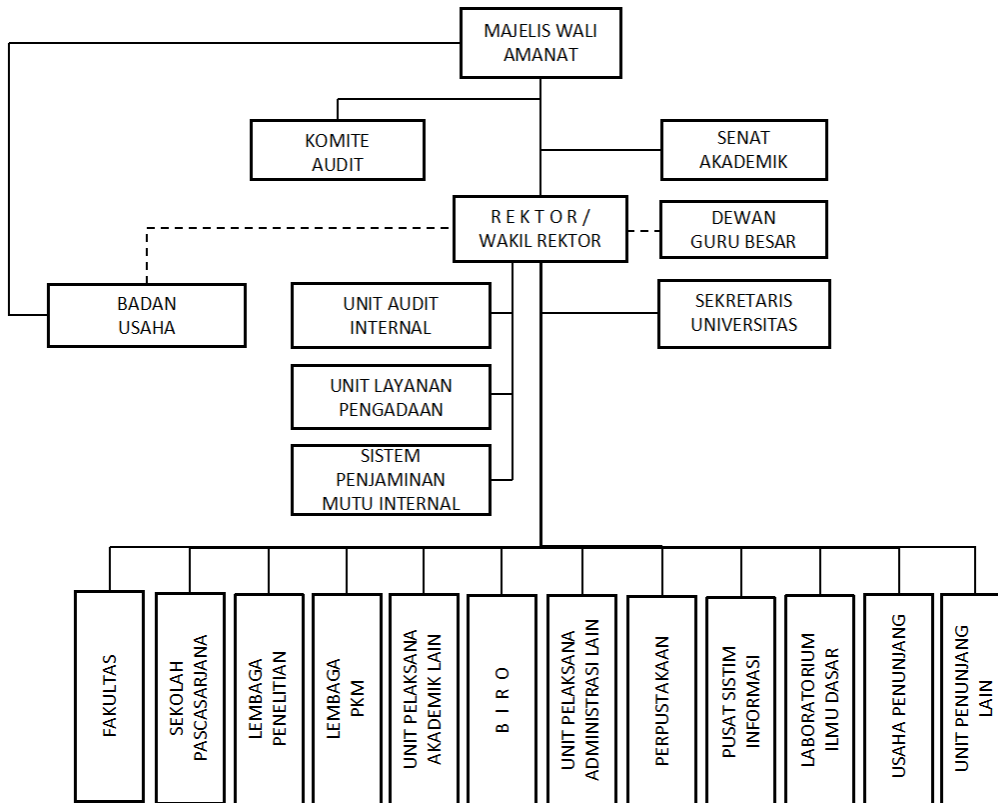 MAJELIS WALI
AMANAT
KOMITE
AUDIT
SENAT
AKADEMIK
R E K T O R /
WAKIL REKTOR
DEWAN
GURU BESAR
BADAN
USAHA
UNIT AUDIT
INTERNAL
SEKRETARIS
UNIVERSITAS
UNIT LAYANAN
PENGADAAN
SISTEM
PENJAMINAN
MUTU INTERNAL
FAKULTAS
SEKOLAH
PASCASARJANA
LEMBAGA
PENELITIAN
LEMBAGA
PKM
UNIT PELAKSANA
AKADEMIK LAIN
B I R O
UNIT PELAKSANA
ADMINISTRASI LAIN
PERPUSTAKAAN
PUSAT SISTIM
INFORMASI
LABORATORIUM
ILMU DASAR
USAHA PENUNJANG
UNIT PENUNJANG
LAIN